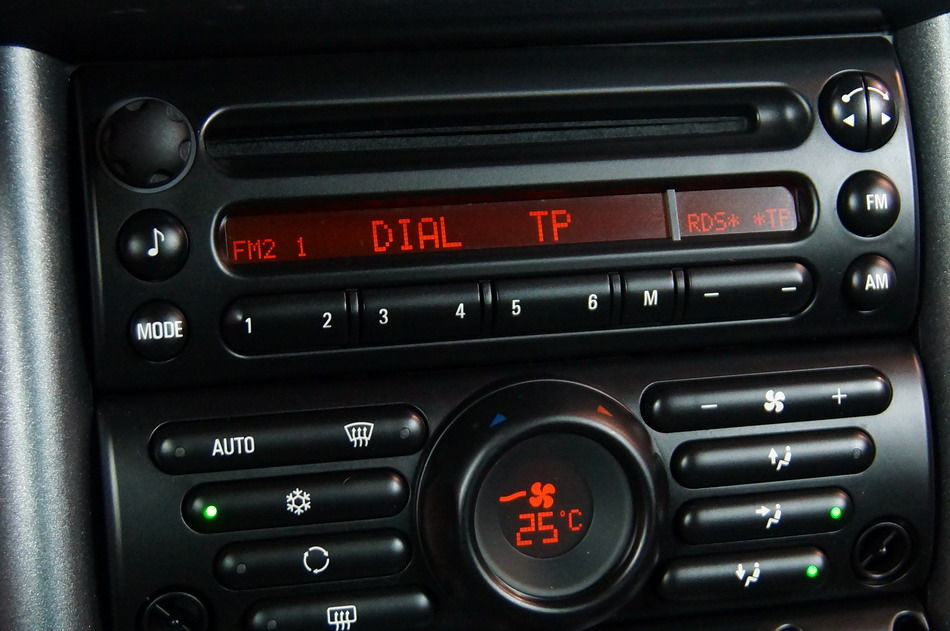 FM
FM2 1 DIAL TP RDS* *TP
AM
MODE 1 2 3 4 5 6 M – –
– +
AUTO
25°C